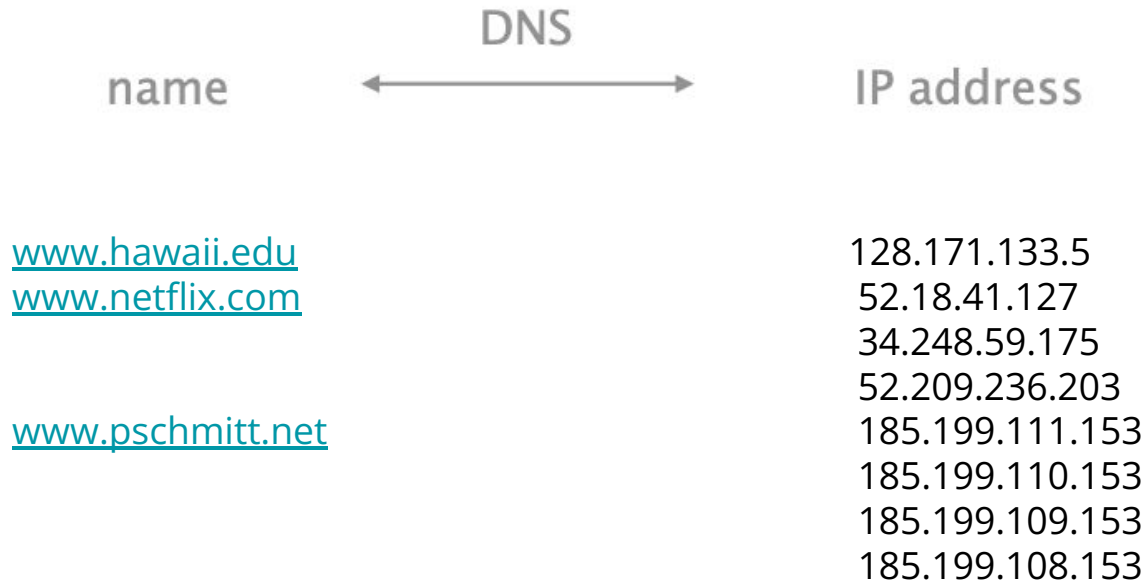 DNS
name IP address
www.hawaii.edu 128.171.133.5
www.netflix.com 52.18.41.127
34.248.59.175
52.209.236.203
www.pschmitt.net 185.199.111.153
185.199.110.153
185.199.109.153
185.199.108.153